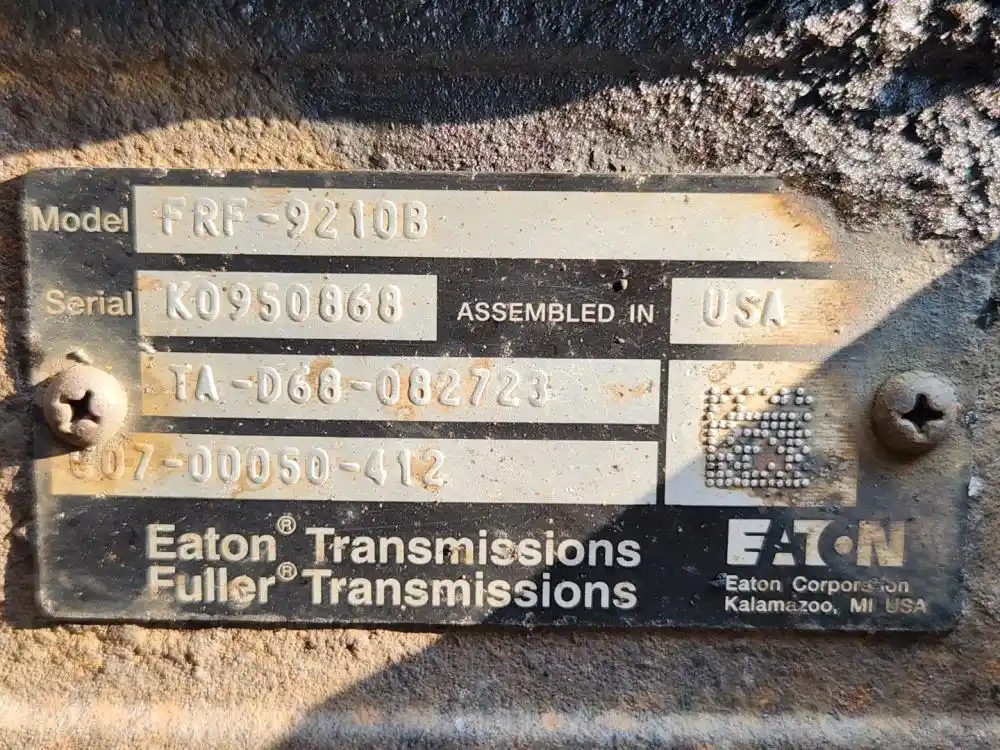 Model FRF-9210B
Serial K0950868 ASSEMBLED IN USA
TA-D68-082723
07-00050-412
Eaton® Transmissions
Fuller® Transmissions
EATON
Eaton Corporation
Kalamazoo, MI USA